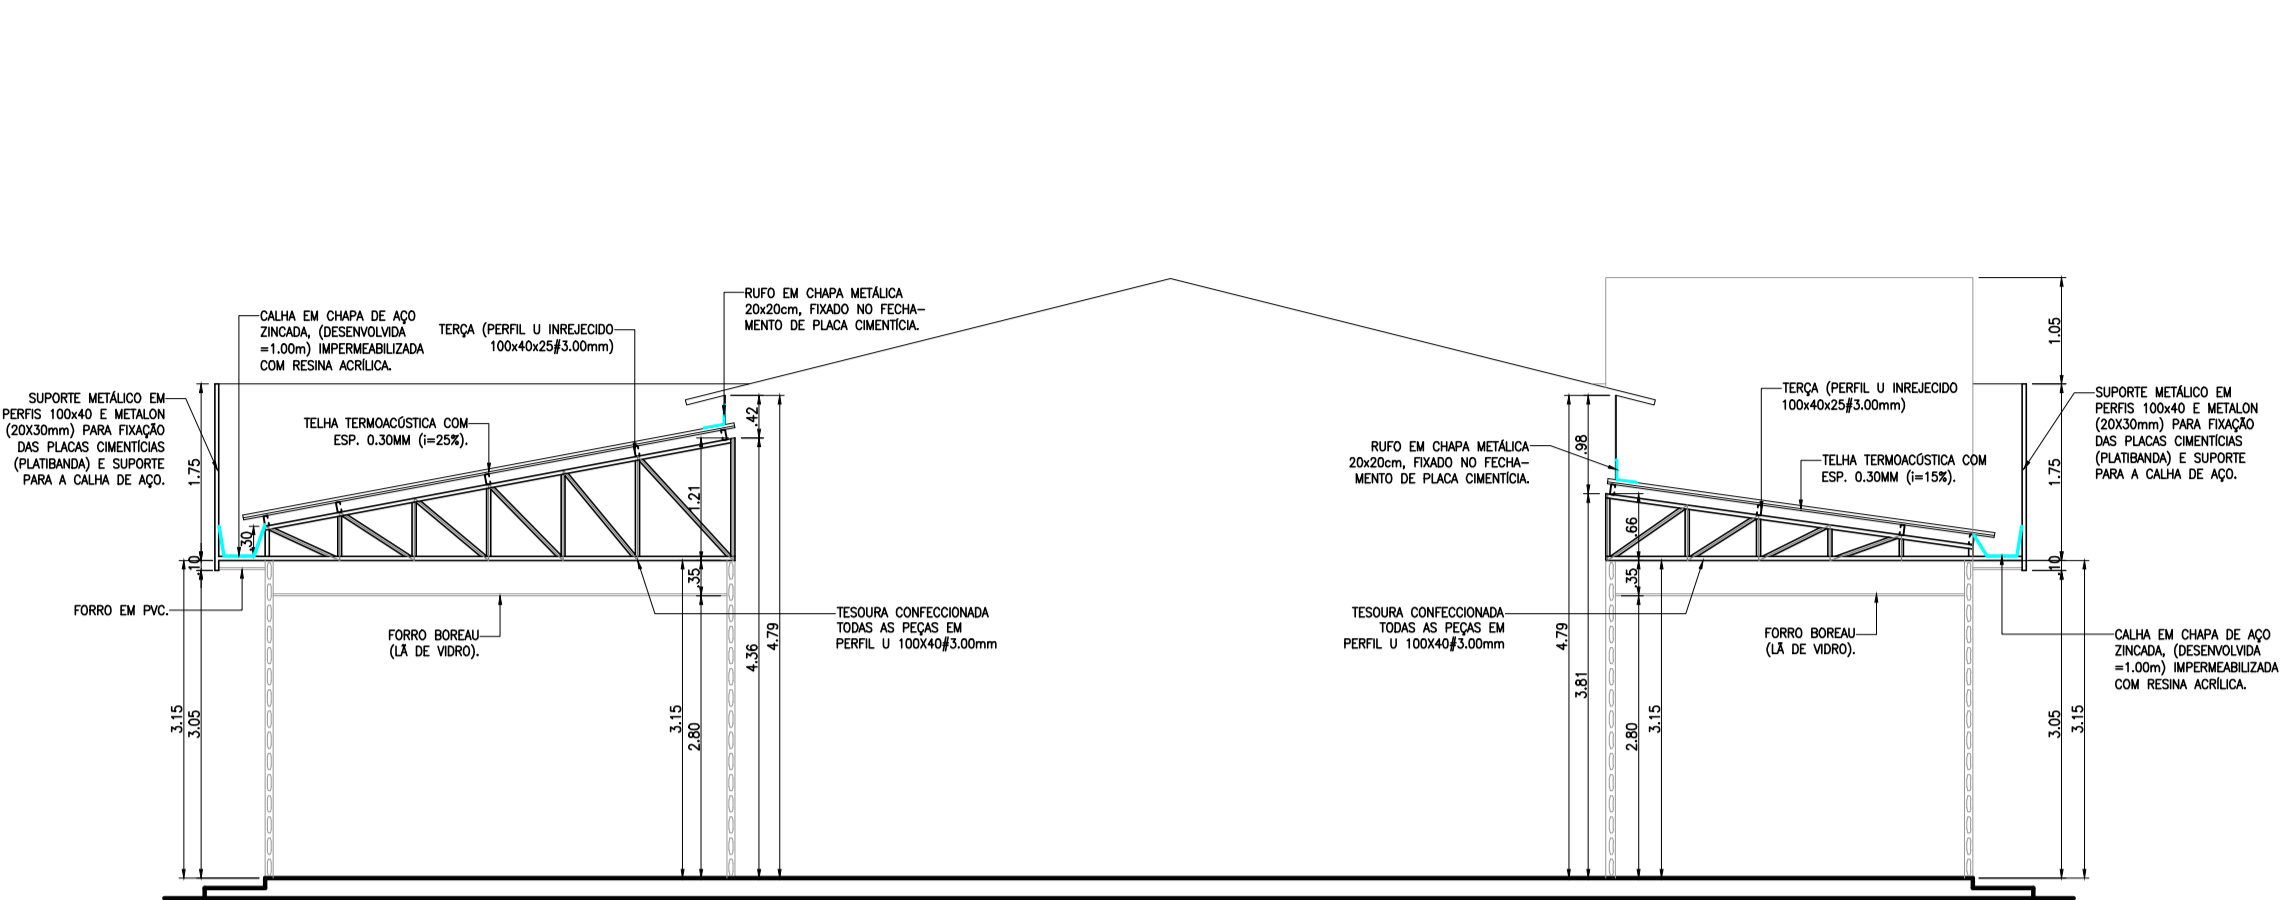 RUFO EM CHAPA METÁLICA
20x20cm, FIXADO NO FECHA-
MENTO DE PLACA CIMENTÍCIA.
CALHA EM CHAPA DE AÇO
ZINCADA, (DESENVOLVIDA
=1.00m) IMPERMEABILIZADA
COM RESINA ACRÍLICA.
TERÇA (PERFIL U INREJECIDO
100x40x25#3.00mm)
SUPORTE METÁLICO EM
PERFIS 100x40 E METALON
(20X30mm) PARA FIXAÇÃO
DAS PLACAS CIMENTÍCIAS
(PLATIBANDA) E SUPORTE
PARA A CALHA DE AÇO.
TELHA TERMOACÚSTICA COM
ESP. 0.30MM (i=25%).
1.75
.30
.10
.42
1.21
.35
FORRO EM PVC.
FORRO BOREAU
(LÃ DE VIDRO).
TESOURA CONFECCIONADA
TODAS AS PEÇAS EM
PERFIL U 100X40#3.00mm
3.15
3.05
3.15
2.80
4.36
4.79
1.05
TERÇA (PERFIL U INREJECIDO
100x40x25#3.00mm)
SUPORTE METÁLICO EM
PERFIS 100x40 E METALON
(20X30mm) PARA FIXAÇÃO
DAS PLACAS CIMENTÍCIAS
(PLATIBANDA) E SUPORTE
PARA A CALHA DE AÇO.
RUFO EM CHAPA METÁLICA
20x20cm, FIXADO NO FECHA-
MENTO DE PLACA CIMENTÍCIA.
TELHA TERMOACÚSTICA COM
ESP. 0.30MM (i=15%).
.98
.66
1.75
.35
.10
TESOURA CONFECCIONADA
TODAS AS PEÇAS EM
PERFIL U 100X40#3.00mm
FORRO BOREAU
(LÃ DE VIDRO).
CALHA EM CHAPA DE AÇO
ZINCADA, (DESENVOLVIDA
=1.00m) IMPERMEABILIZADA
COM RESINA ACRÍLICA.
4.79
3.81
2.80
3.15
3.05
3.15